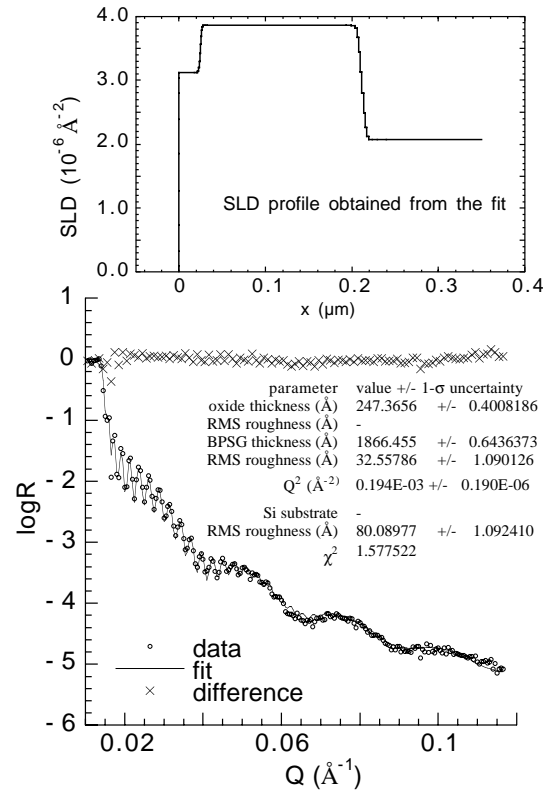 4.0
3.0
2.0
1.0
0.0
SLD (10⁻⁶ Å⁻²)
SLD profile obtained from the fit
0 0.1 0.2 0.3 0.4
x (µm)
1
0
- 1
- 2
- 3
- 4
- 5
- 6
logR
parameter value +/- 1-σ uncertainty
oxide thickness (Å) 247.3656 +/- 0.4008186
RMS roughness (Å) -
BPSG thickness (Å) 1866.455 +/- 0.6436373
RMS roughness (Å) 32.55786 +/- 1.090126
Q² (Å⁻²) 0.194E-03 +/- 0.190E-06
Si substrate -
RMS roughness (Å) 80.08977 +/- 1.092410
χ² 1.577522
data
fit
difference
0.02 0.06 0.1
Q (Å⁻¹)